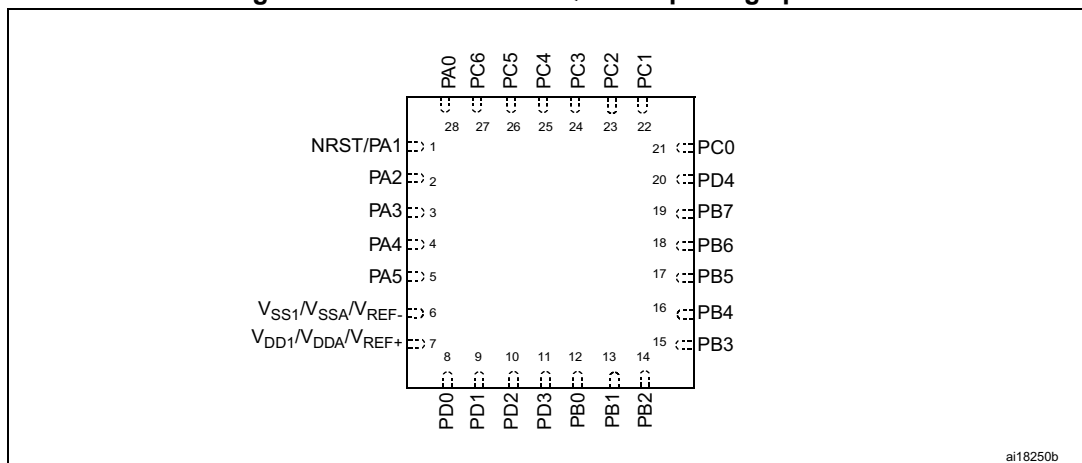 PA0 PC6 PC5 PC4 PC3 PC2 PC1
28 27 26 25 24 23 22
NRST/PA1 1 21 PC0
PA2 2 20 PD4
PA3 3 19 PB7
PA4 4 18 PB6
PA5 5 17 PB5
VSS1/VSSA/VREF- 6 16 PB4
VDD1/VDDA/VREF+ 7 15 PB3
8 9 10 11 12 13 14
PD0 PD1 PD2 PD3 PB0 PB1 PB2
ai18250b